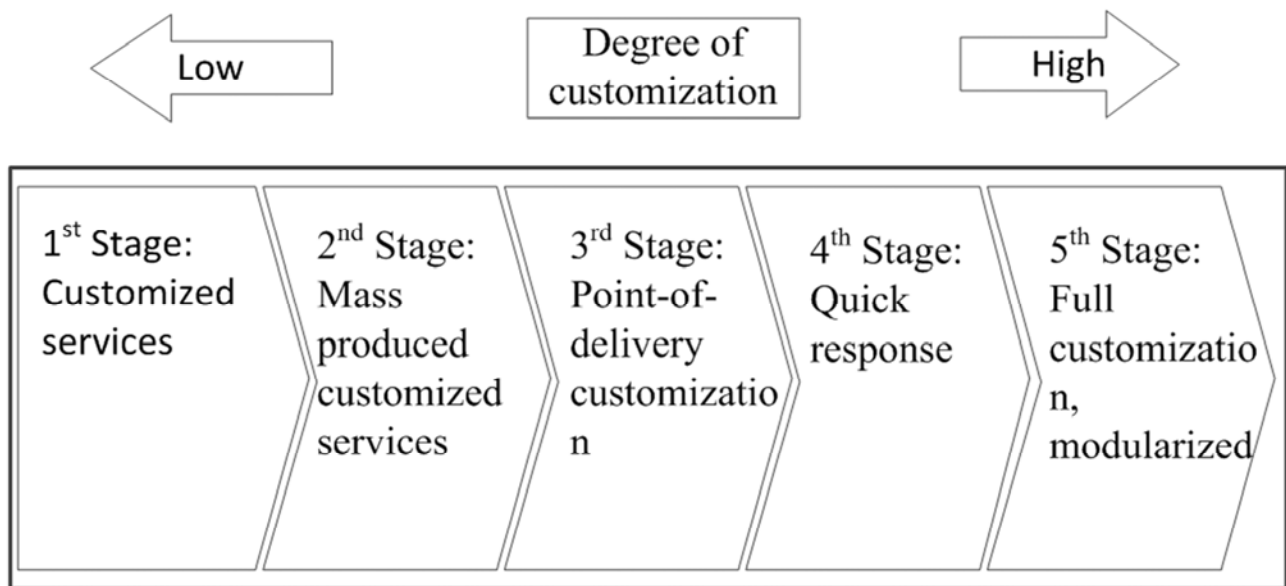 Low
Degree of
customization
High
1st Stage:
Customized
services
2nd Stage:
Mass
produced
customized
services
3rd Stage:
Point-of-
delivery
customizatio
n
4th Stage:
Quick
response
5th Stage:
Full
customizatio
n,
modularized